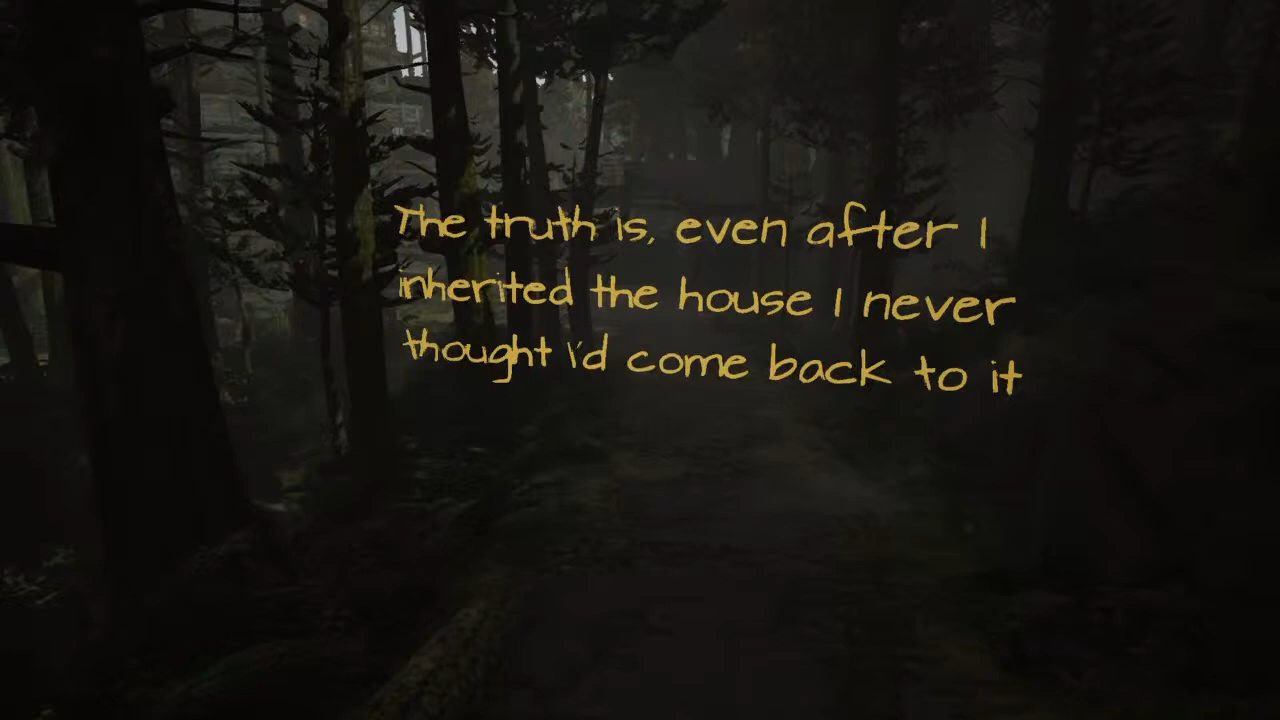 The truth is, even after I
inherited the house I never
thought I'd come back to it